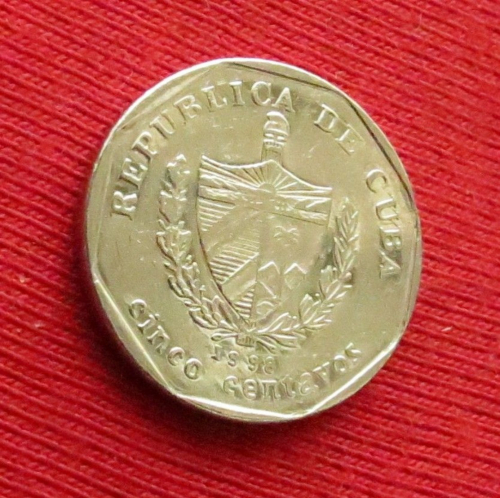 REPUBLICA DE CUBA
1998
cinco centavos